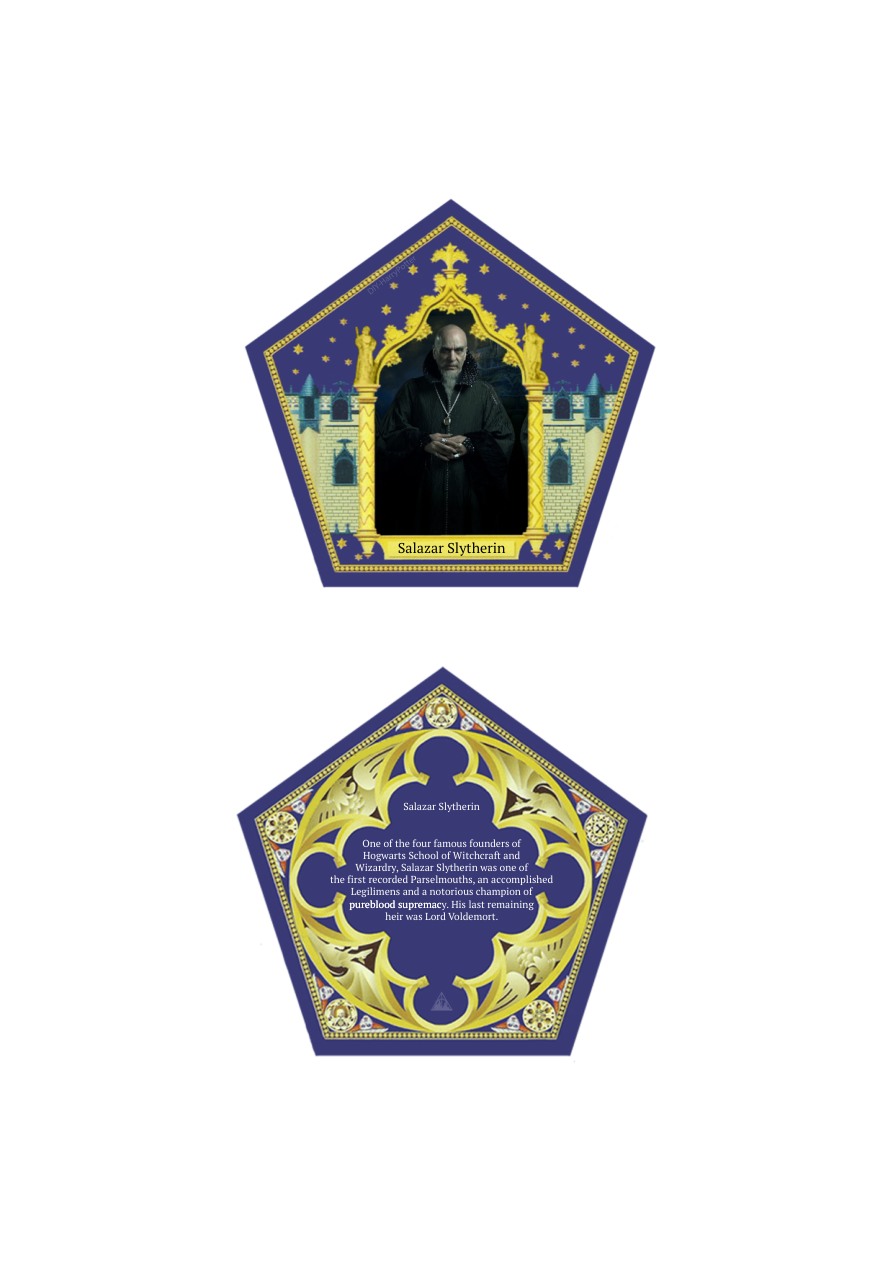 Salazar Slytherin
Salazar Slytherin
One of the four famous founders of
Hogwarts School of Witchcraft and
Wizardry, Salazar Slytherin was one of
the first recorded Parselmouths, an accomplished
Legilimens and a notorious champion of
pureblood supremacy. His last remaining
heir was Lord Voldemort.